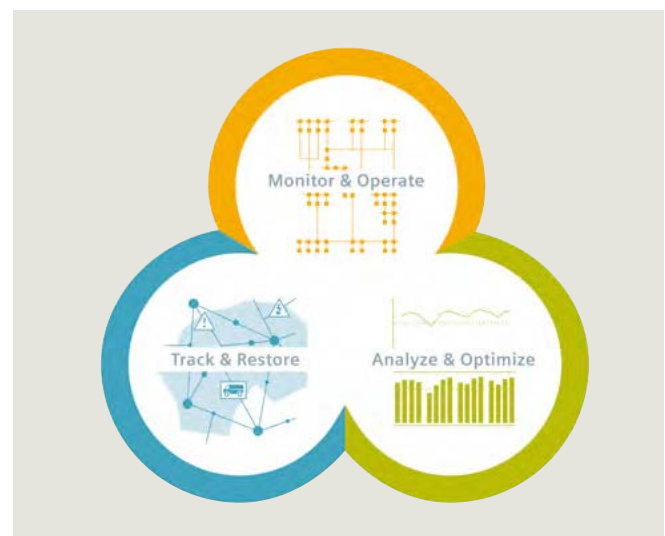 Monitor & Operate
Track & Restore
Analyze & Optimize